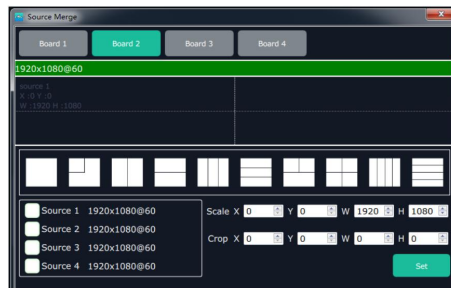 Source Merge
Board 1 Board 2 Board 3 Board 4
1920x1080@60
source 1
X :0 Y :0
W :1920 H :1080
Source 1 1920x1080@60
Source 2 1920x1080@60
Source 3 1920x1080@60
Source 4 1920x1080@60
Scale X 0 Y 0 W 1920 H 1080
Crop X 0 Y 0 W 0 H 0
Set